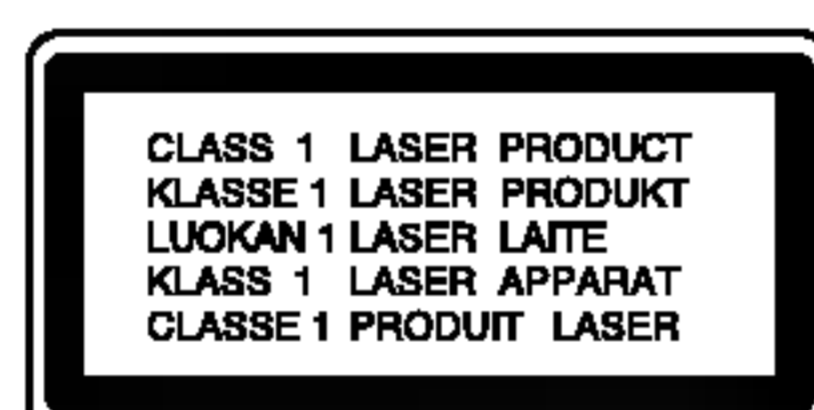 CLASS 1 LASER PRODUCT
KLASSE 1 LASER PRODUKT
LUOKAN 1 LASER LAITE
KLASS 1 LASER APPARAT
CLASSE 1 PRODUIT LASER